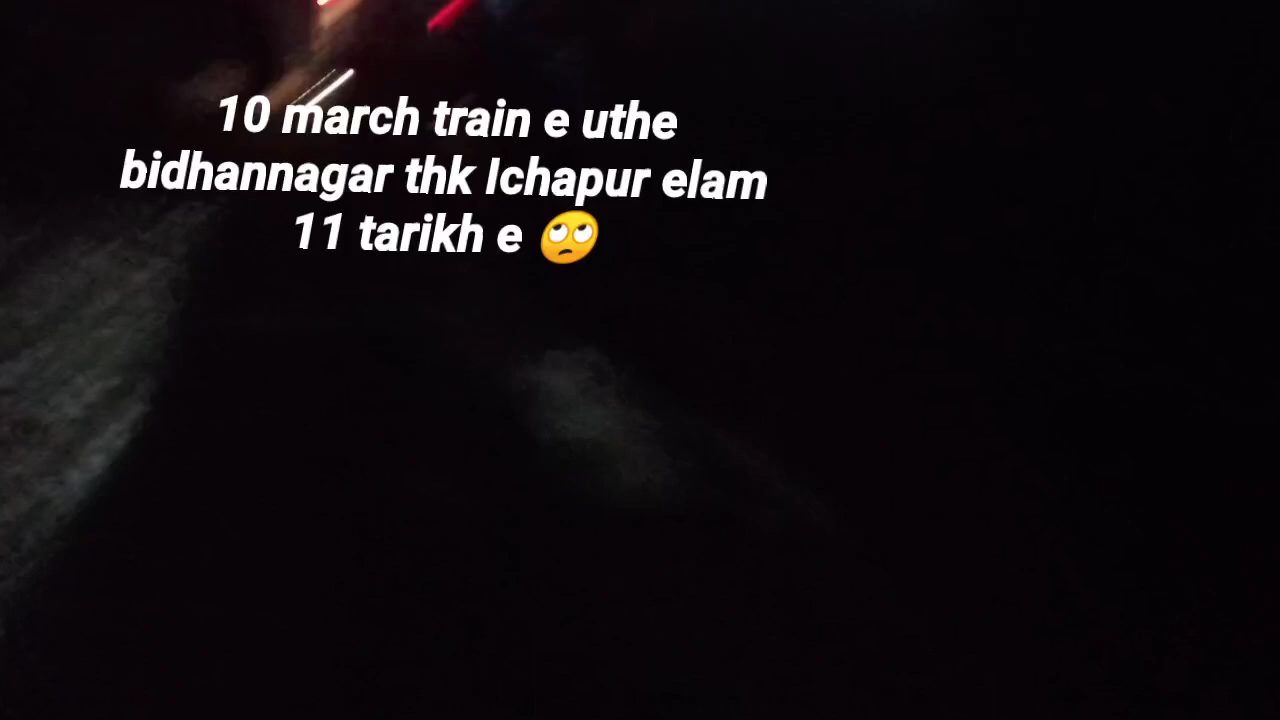 10 march train e uthe
bidhannagar thk Ichapur elam
11 tarikh e 🙄